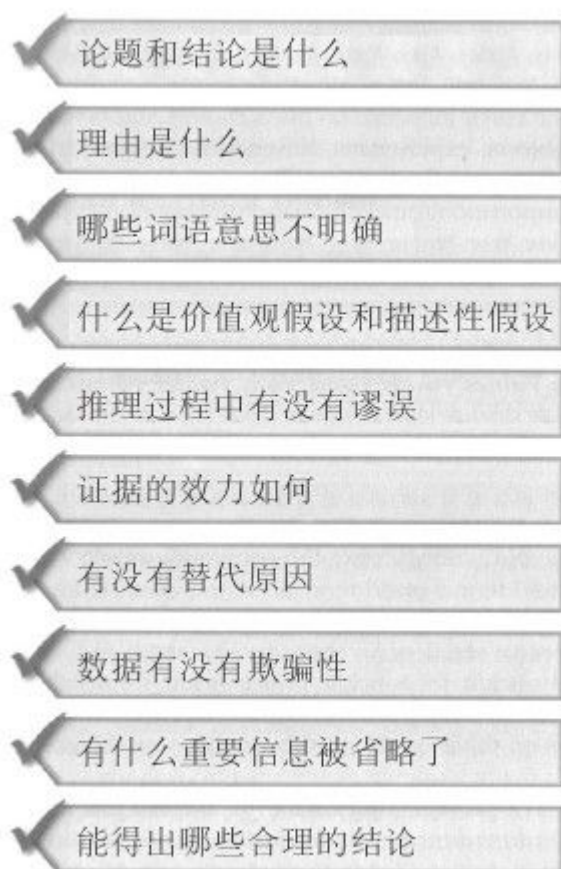 论题和结论是什么
理由是什么
哪些词语意思不明确
什么是价值观假设和描述性假设
推理过程中有没有谬误
证据的效力如何
有没有替代原因
数据有没有欺骗性
有什么重要信息被省略了
能得出哪些合理的结论